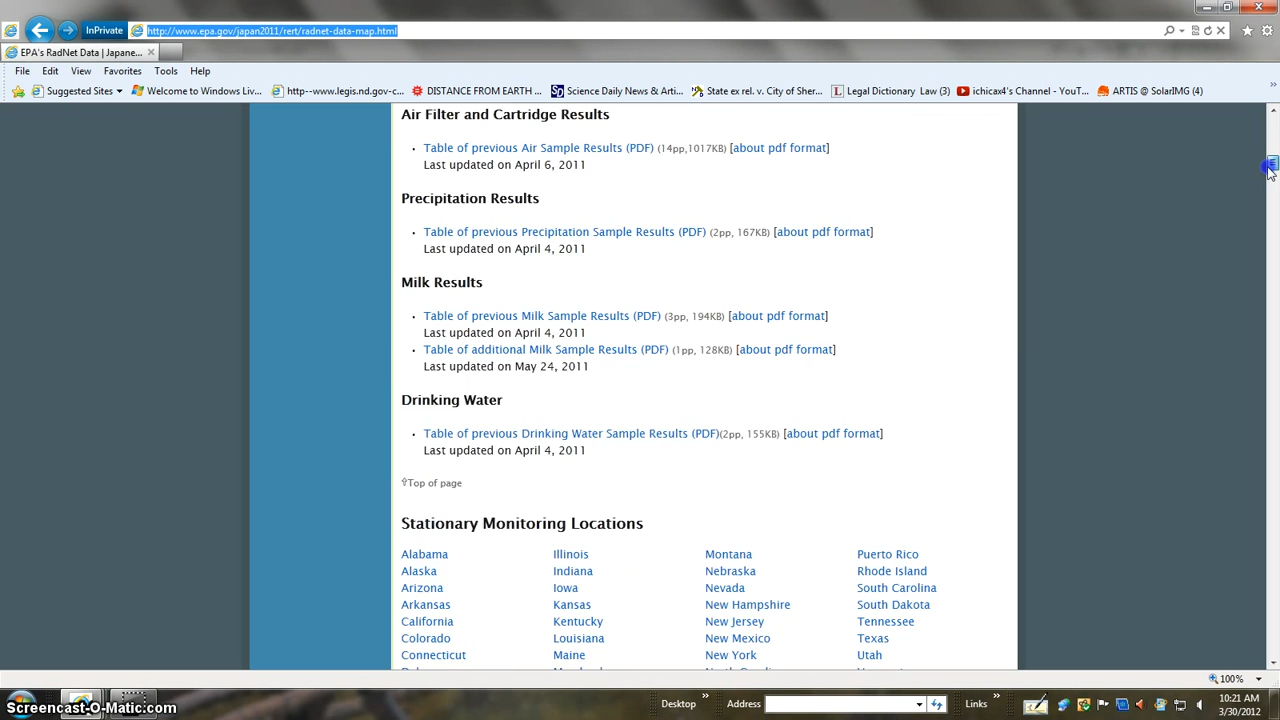 InPrivate
http://www.epa.gov/japan2011/rert/radnet-data-map.html
EPA's RadNet Data | Japane...
File Edit View Favorites Tools Help
Suggested Sites Welcome to Windows Liv... http--www.legis.nd.gov-c... DISTANCE FROM EARTH ... Science Daily News & Arti... State ex rel. v. City of Sher... Legal Dictionary Law (3) ichicax4's Channel - YouT... ARTIS @ SolarIMG (4)
Air Filter and Cartridge Results
• Table of previous Air Sample Results (PDF) (14pp,1017KB) [about pdf format]
Last updated on April 6, 2011
Precipitation Results
• Table of previous Precipitation Sample Results (PDF) (2pp, 167KB) [about pdf format]
Last updated on April 4, 2011
Milk Results
• Table of previous Milk Sample Results (PDF) (3pp, 194KB) [about pdf format]
Last updated on April 4, 2011
• Table of additional Milk Sample Results (PDF) (1pp, 128KB) [about pdf format]
Last updated on May 24, 2011
Drinking Water
• Table of previous Drinking Water Sample Results (PDF)(2pp, 155KB) [about pdf format]
Last updated on April 4, 2011
⇧Top of page
Stationary Monitoring Locations
Alabama Illinois Montana Puerto Rico
Alaska Indiana Nebraska Rhode Island
Arizona Iowa Nevada South Carolina
Arkansas Kansas New Hampshire South Dakota
California Kentucky New Jersey Tennessee
Colorado Louisiana New Mexico Texas
Connecticut Maine New York Utah
100%
Desktop » Address Links »
10:21 AM
3/30/2012
Screencast-O-Matic.com